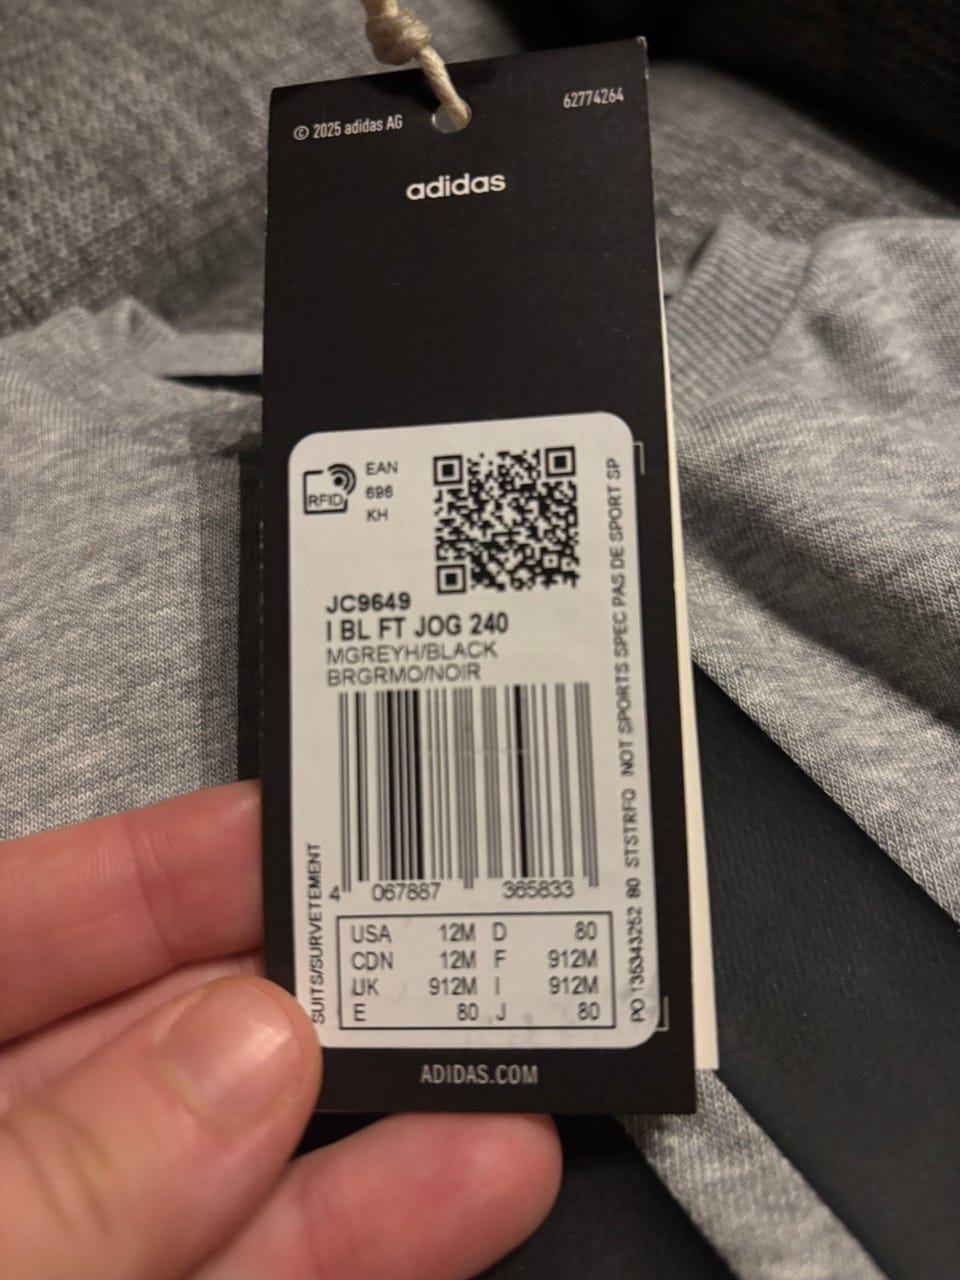 © 2025 adidas AG
62774264
adidas
RFID
EAN
696
KH
JC9649
I BL FT JOG 240
MGREYH/BLACK
BRGRMO/NOIR
4 067887 365833
SUITS/SURVETEMENT
PO 135343252 80 STSTRFQ NOT SPORTS SPEC PAS DE SPORT SP
USA 12M D 80
CDN 12M F 912M
UK 912M I 912M
E 80 J 80
ADIDAS.COM